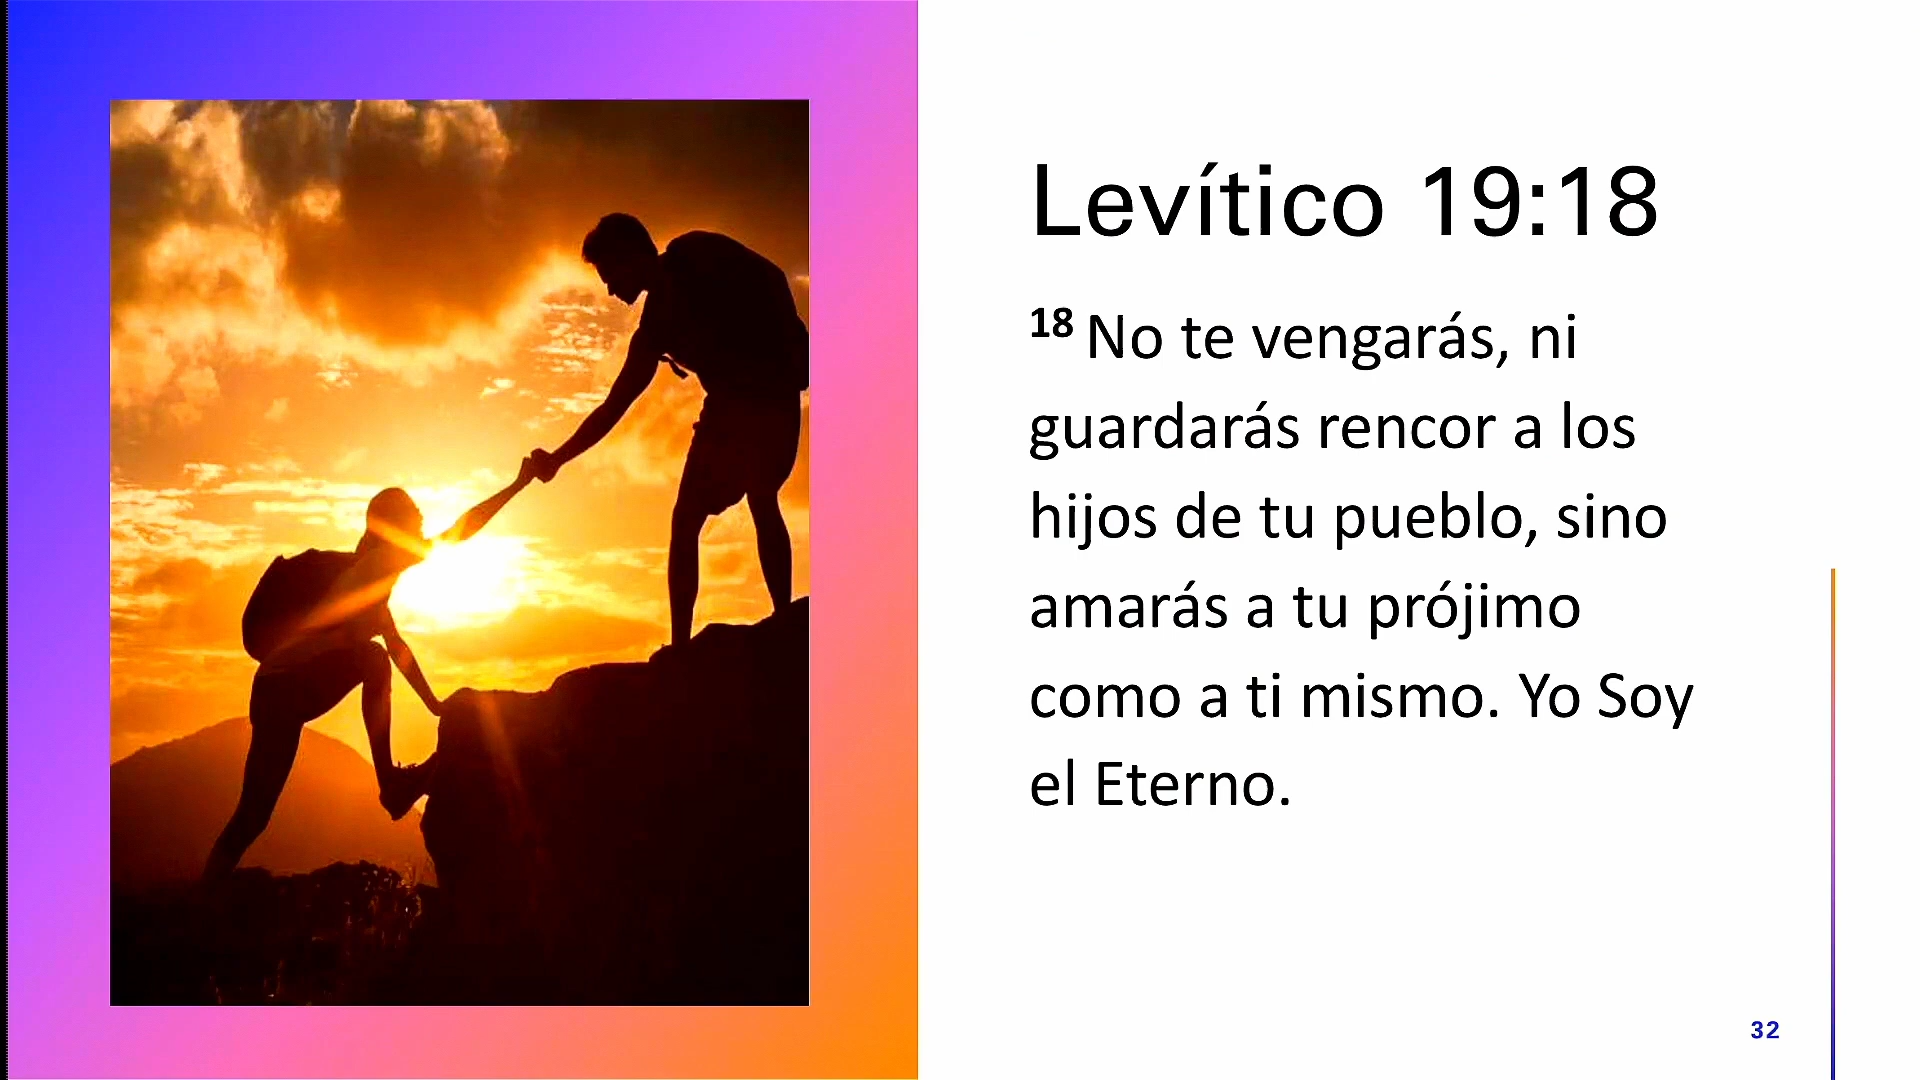 Levítico 19:18
18 No te vengarás, ni
guardarás rencor a los
hijos de tu pueblo, sino
amarás a tu prójimo
como a ti mismo. Yo Soy
el Eterno.
32